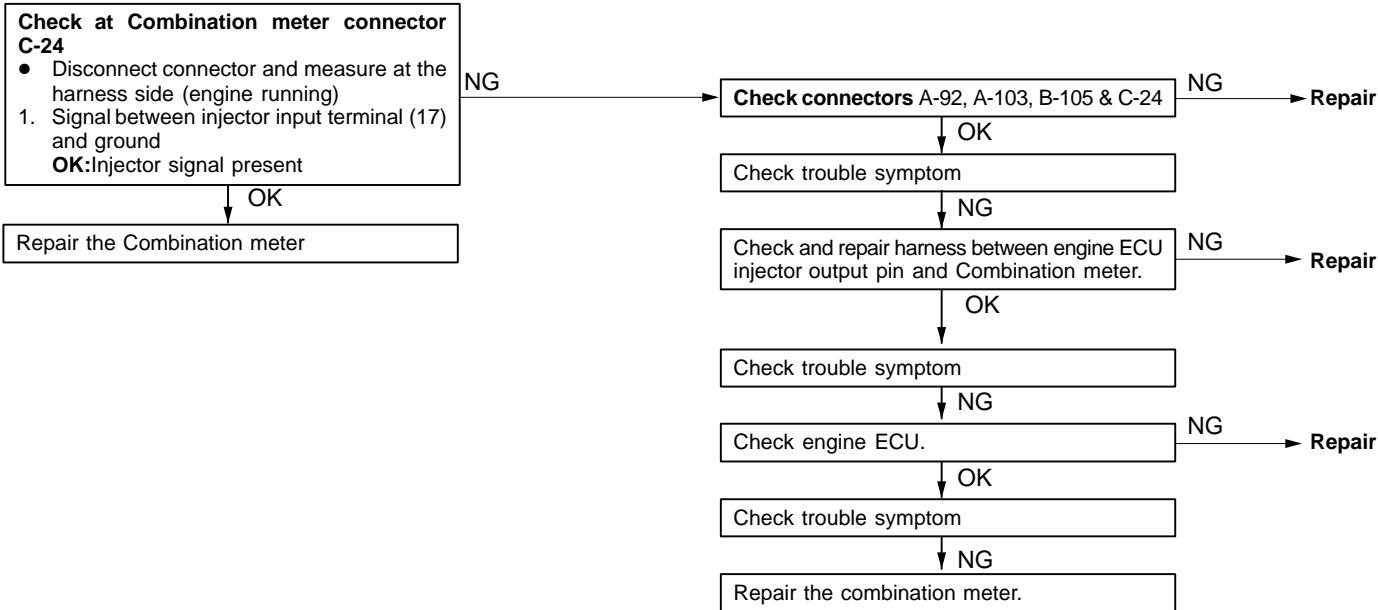 Check at Combination meter connector
C-24
● Disconnect connector and measure at the
harness side (engine running)
1. Signal between injector input terminal (17)
and ground
OK:Injector signal present
OK
Repair the Combination meter
NG
Check connectors A-92, A-103, B-105 & C-24
NG
Repair
OK
Check trouble symptom
NG
Check and repair harness between engine ECU
injector output pin and Combination meter.
NG
Repair
OK
Check trouble symptom
NG
Check engine ECU.
NG
Repair
OK
Check trouble symptom
NG
Repair the combination meter.